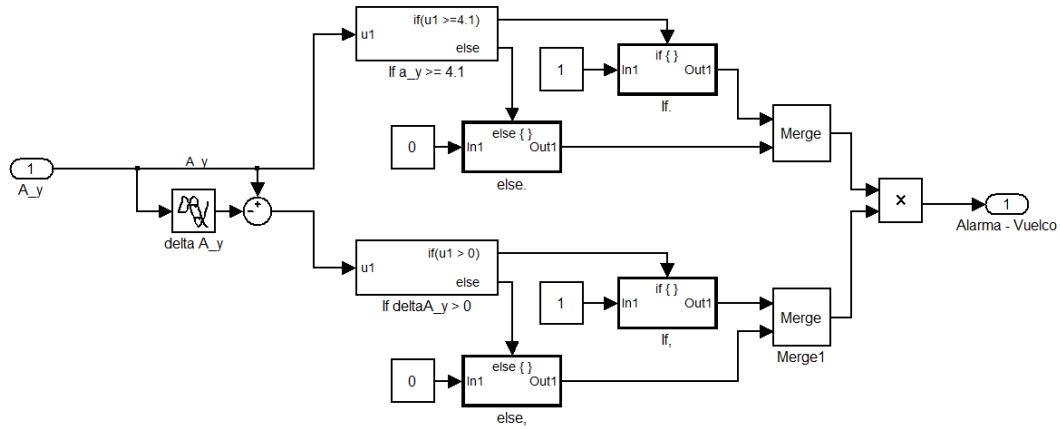 if(u1 >=4.1)
u1
else
If a_y >= 4.1
1
if { }
In1
Out1
If.
0
else { }
In1
Out1
else.
Merge
1
A_y
A_y
delta A_y
-
+
×
1
Alarma - Vuelco
if(u1 > 0)
u1
else
If deltaA_y > 0
1
if { }
In1
Out1
If,
0
else { }
In1
Out1
else,
Merge
Merge1